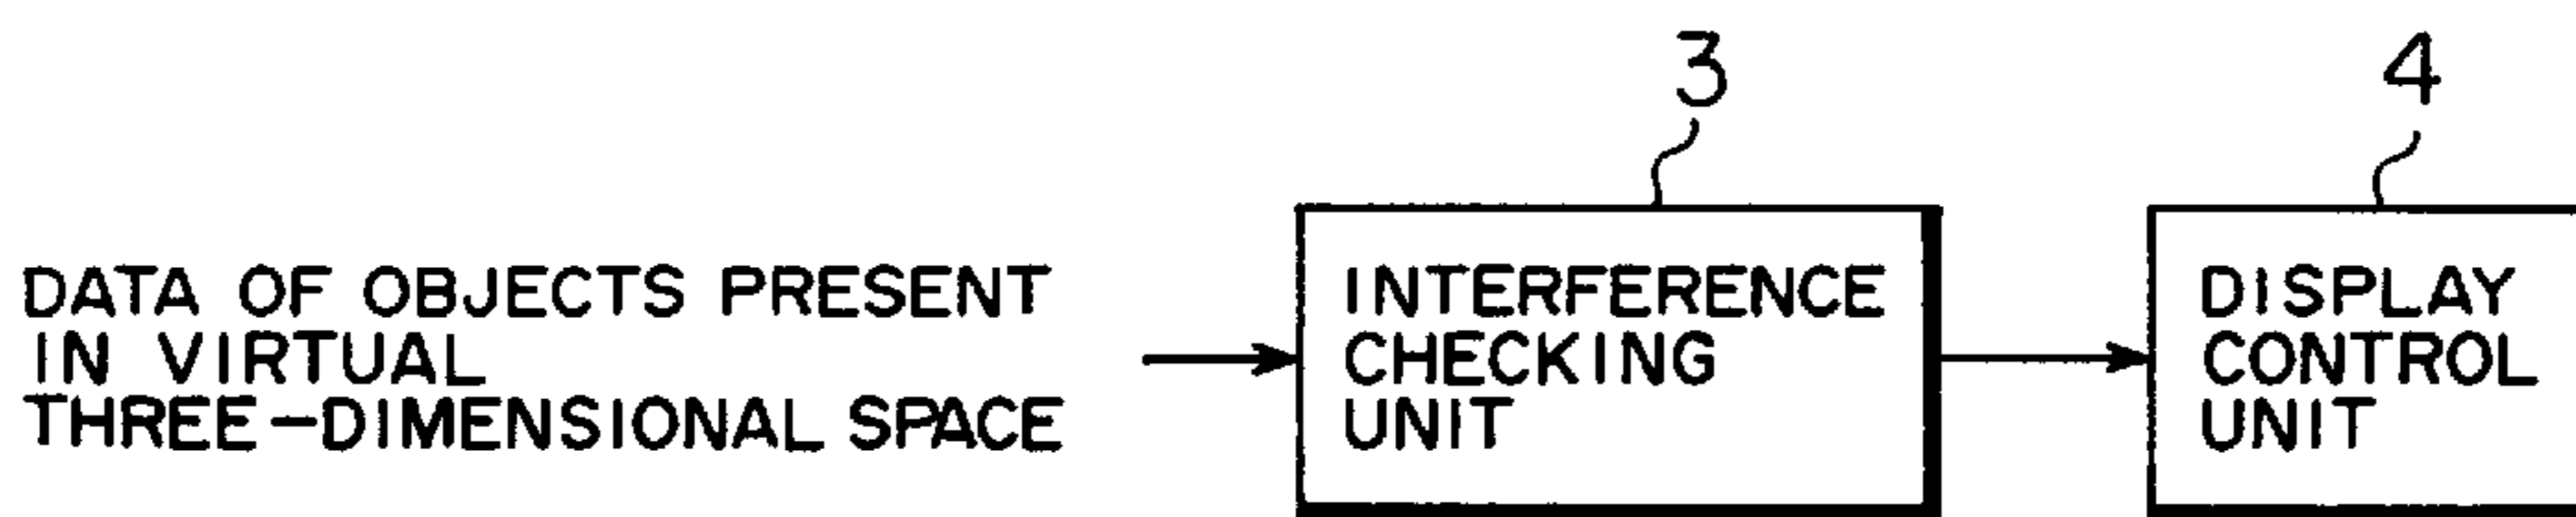 3
4
DATA OF OBJECTS PRESENT
IN VIRTUAL
THREE-DIMENSIONAL SPACE
INTERFERENCE
CHECKING
UNIT
DISPLAY
CONTROL
UNIT